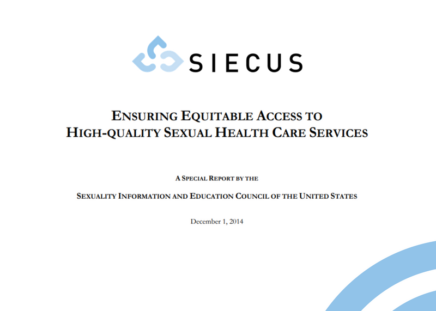 SIECUS
ENSURING EQUITABLE ACCESS TO
HIGH-QUALITY SEXUAL HEALTH CARE SERVICES
A SPECIAL REPORT BY THE
SEXUALITY INFORMATION AND EDUCATION COUNCIL OF THE UNITED STATES
December 1, 2014